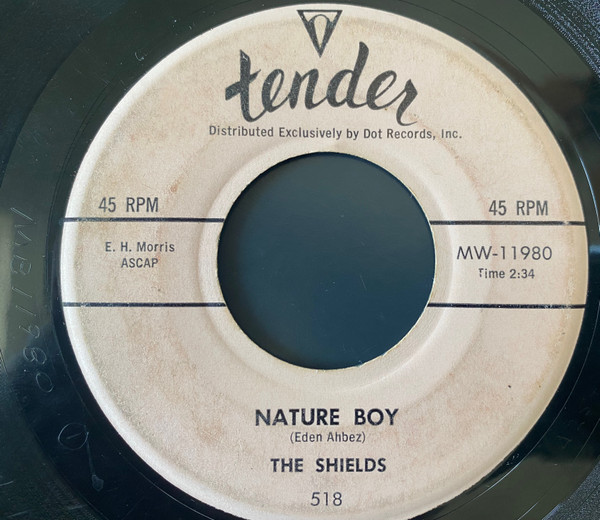 tender
Distributed Exclusively by Dot Records, Inc.
45 RPM
45 RPM
E. H. Morris
ASCAP
MW-11980
Time 2:34
NATURE BOY
(Eden Ahbez)
THE SHIELDS
518